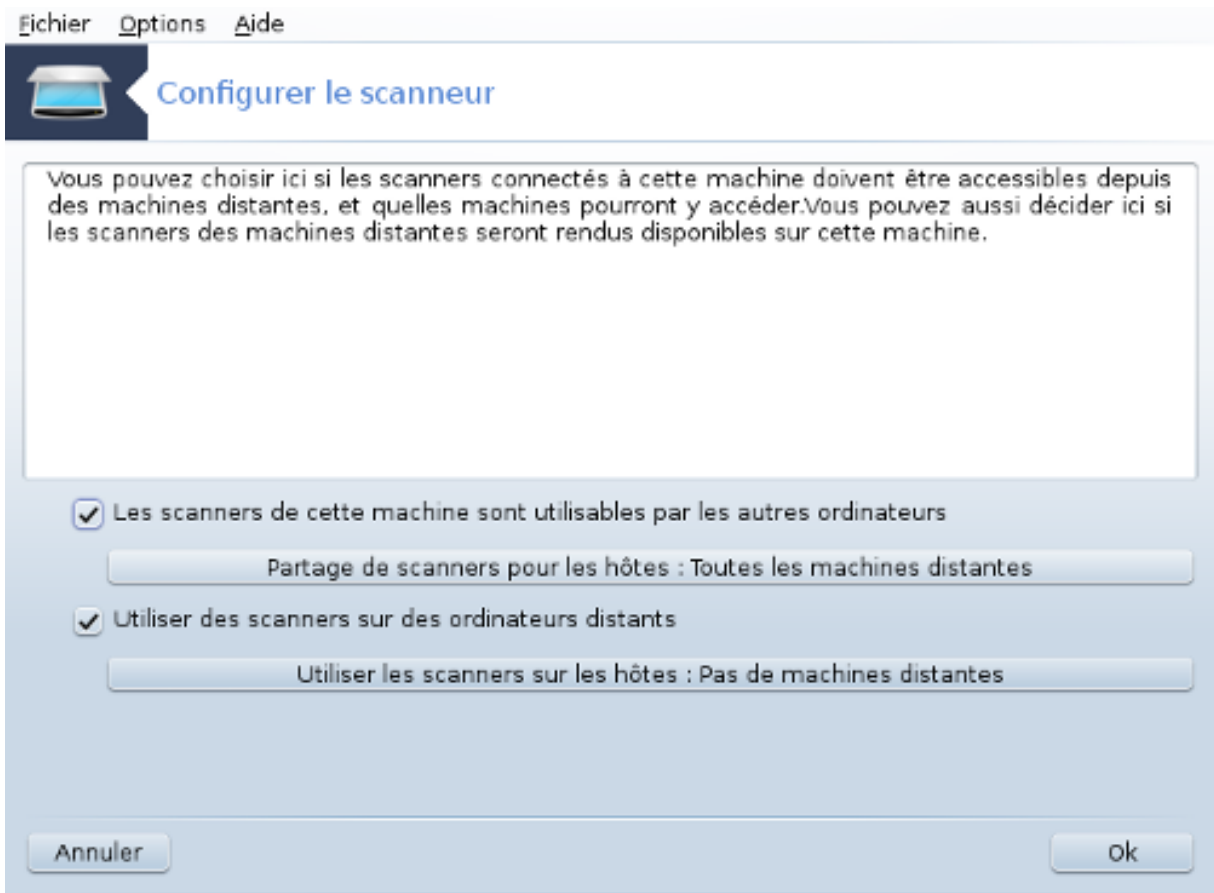 Fichier Options Aide
Configurer le scanneur
Vous pouvez choisir ici si les scanners connectés à cette machine doivent être accessibles depuis
des machines distantes, et quelles machines pourront y accéder.Vous pouvez aussi décider ici si
les scanners des machines distantes seront rendus disponibles sur cette machine.
Les scanners de cette machine sont utilisables par les autres ordinateurs
Partage de scanners pour les hôtes : Toutes les machines distantes
Utiliser des scanners sur des ordinateurs distants
Utiliser les scanners sur les hôtes : Pas de machines distantes
Annuler Ok